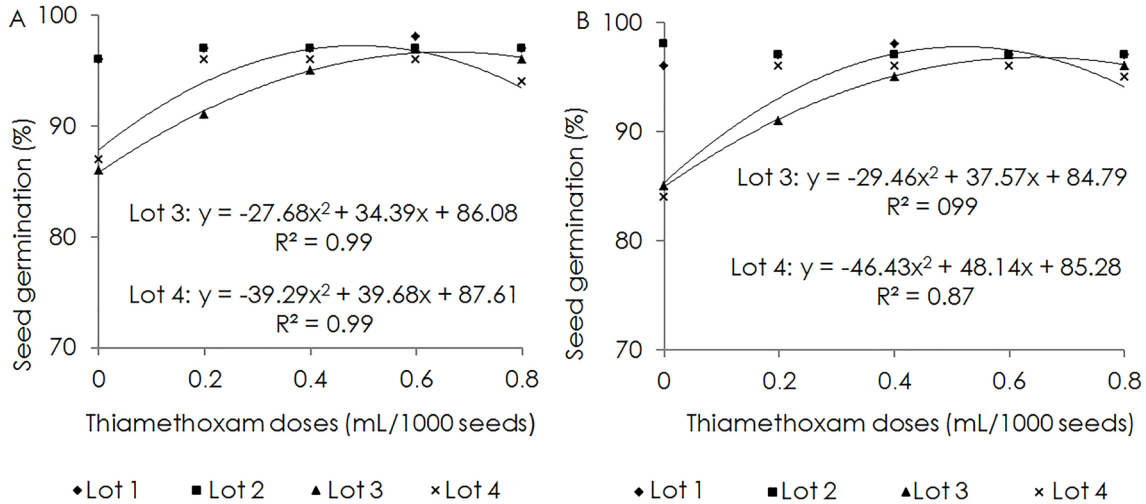 A
100
90
80
70
Seed germination (%)
Lot 3: y = -27.68x² + 34.39x + 86.08
R² = 0.99
Lot 4: y = -39.29x² + 39.68x + 87.61
R² = 0.99
0 0.2 0.4 0.6 0.8
Thiamethoxam doses (mL/1000 seeds)
Lot 1 Lot 2 Lot 3 Lot 4
B
100
90
80
70
Seed germination (%)
Lot 3: y = -29.46x² + 37.57x + 84.79
R² = 099
Lot 4: y = -46.43x² + 48.14x + 85.28
R² = 0.87
0 0.2 0.4 0.6 0.8
Thiamethoxam doses (mL/1000 seeds)
Lot 1 Lot 2 Lot 3 Lot 4